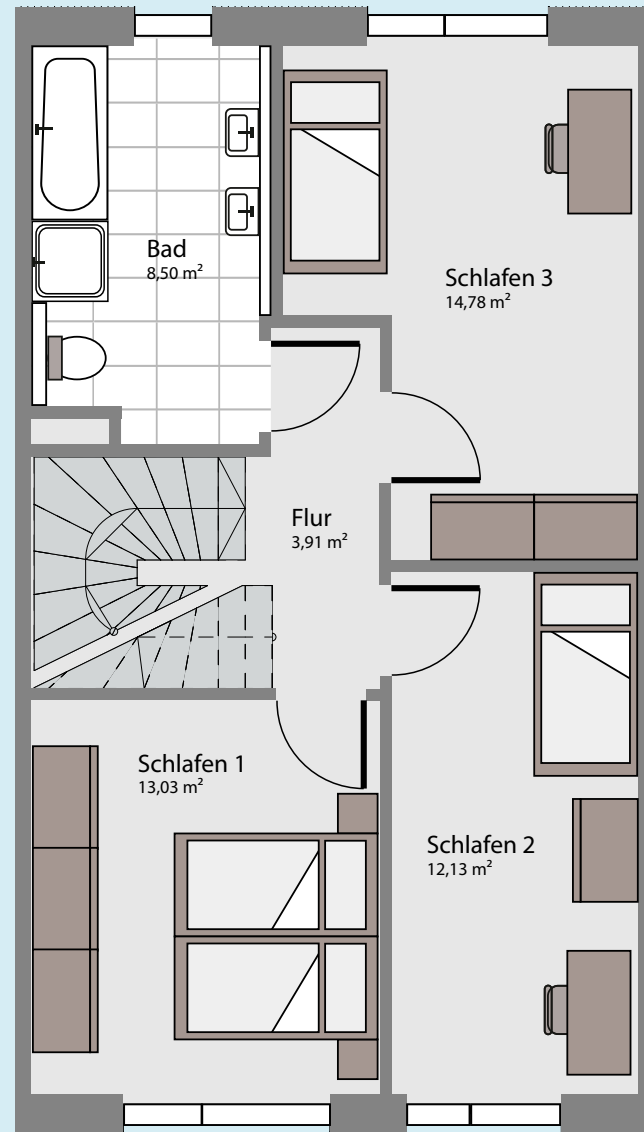 Bad
8,50 m²
Schlafen 3
14,78 m²
Flur
3,91 m²
Schlafen 1
13,03 m²
Schlafen 2
12,13 m²